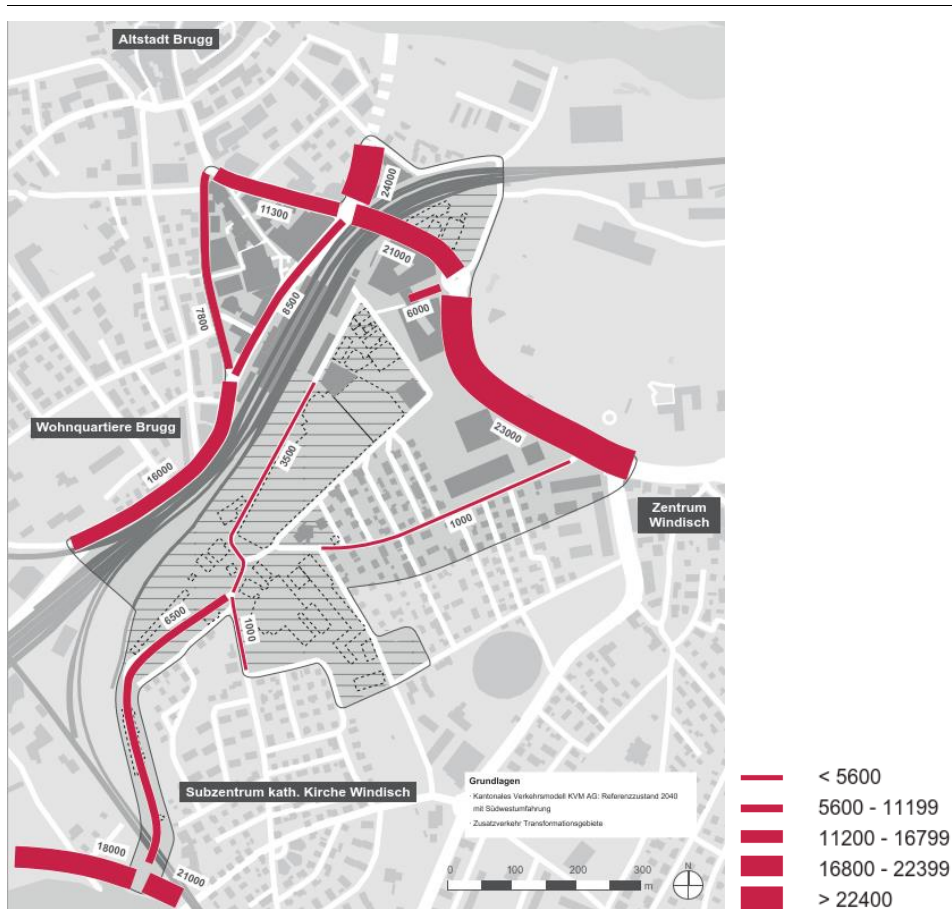 Altstadt Brugg
24000
11300
21000
8500
6000
7800
Wohnquartiere Brugg
23000
3500
16000
Zentrum
Windisch
1000
6500
1000
Grundlagen
· Kantonales Verkehrsmodell KVM AG: Referenzzustand 2040
mit Südwestumfahrung
· Zusatzverkehr Transformationsgebiete
Subzentrum kath. Kirche Windisch
18000
21000
0 100 200 300
m
N
< 5600
5600 - 11199
11200 - 16799
16800 - 22399
> 22400